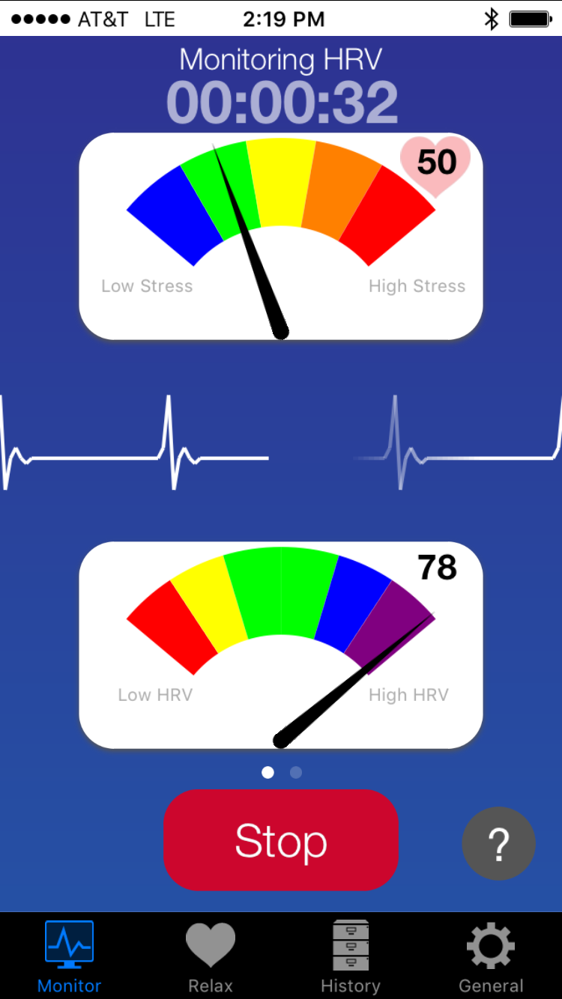 AT&T LTE 2:19 PM
Monitoring HRV
00:00:32
50
Low Stress High Stress
78
Low HRV High HRV
Stop
?
Monitor Relax History General